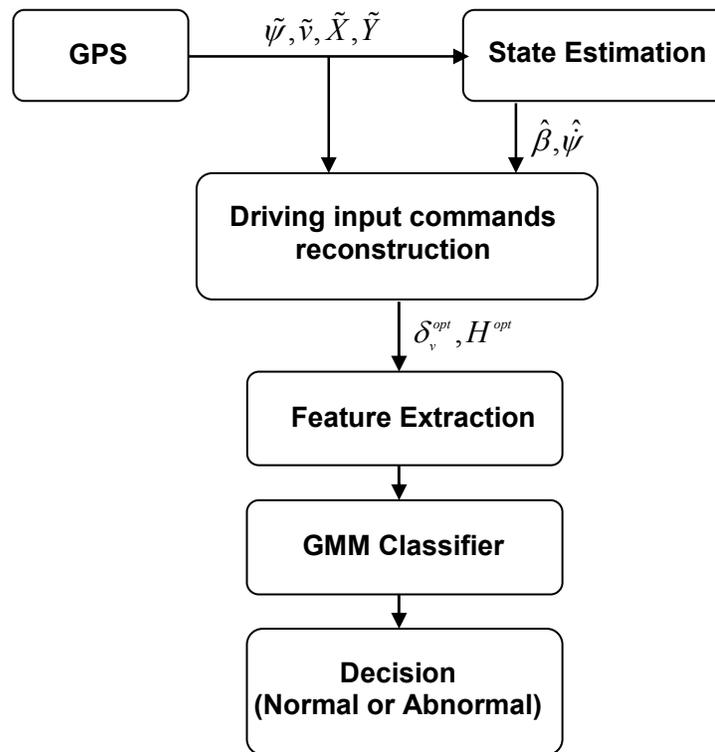 GPS
ψ̃, ṽ, X̃, Ỹ
State Estimation
β̂, ψ̇̂
Driving input commands
reconstruction
δ_v^{opt}, H^{opt}
Feature Extraction
GMM Classifier
Decision
(Normal or Abnormal)